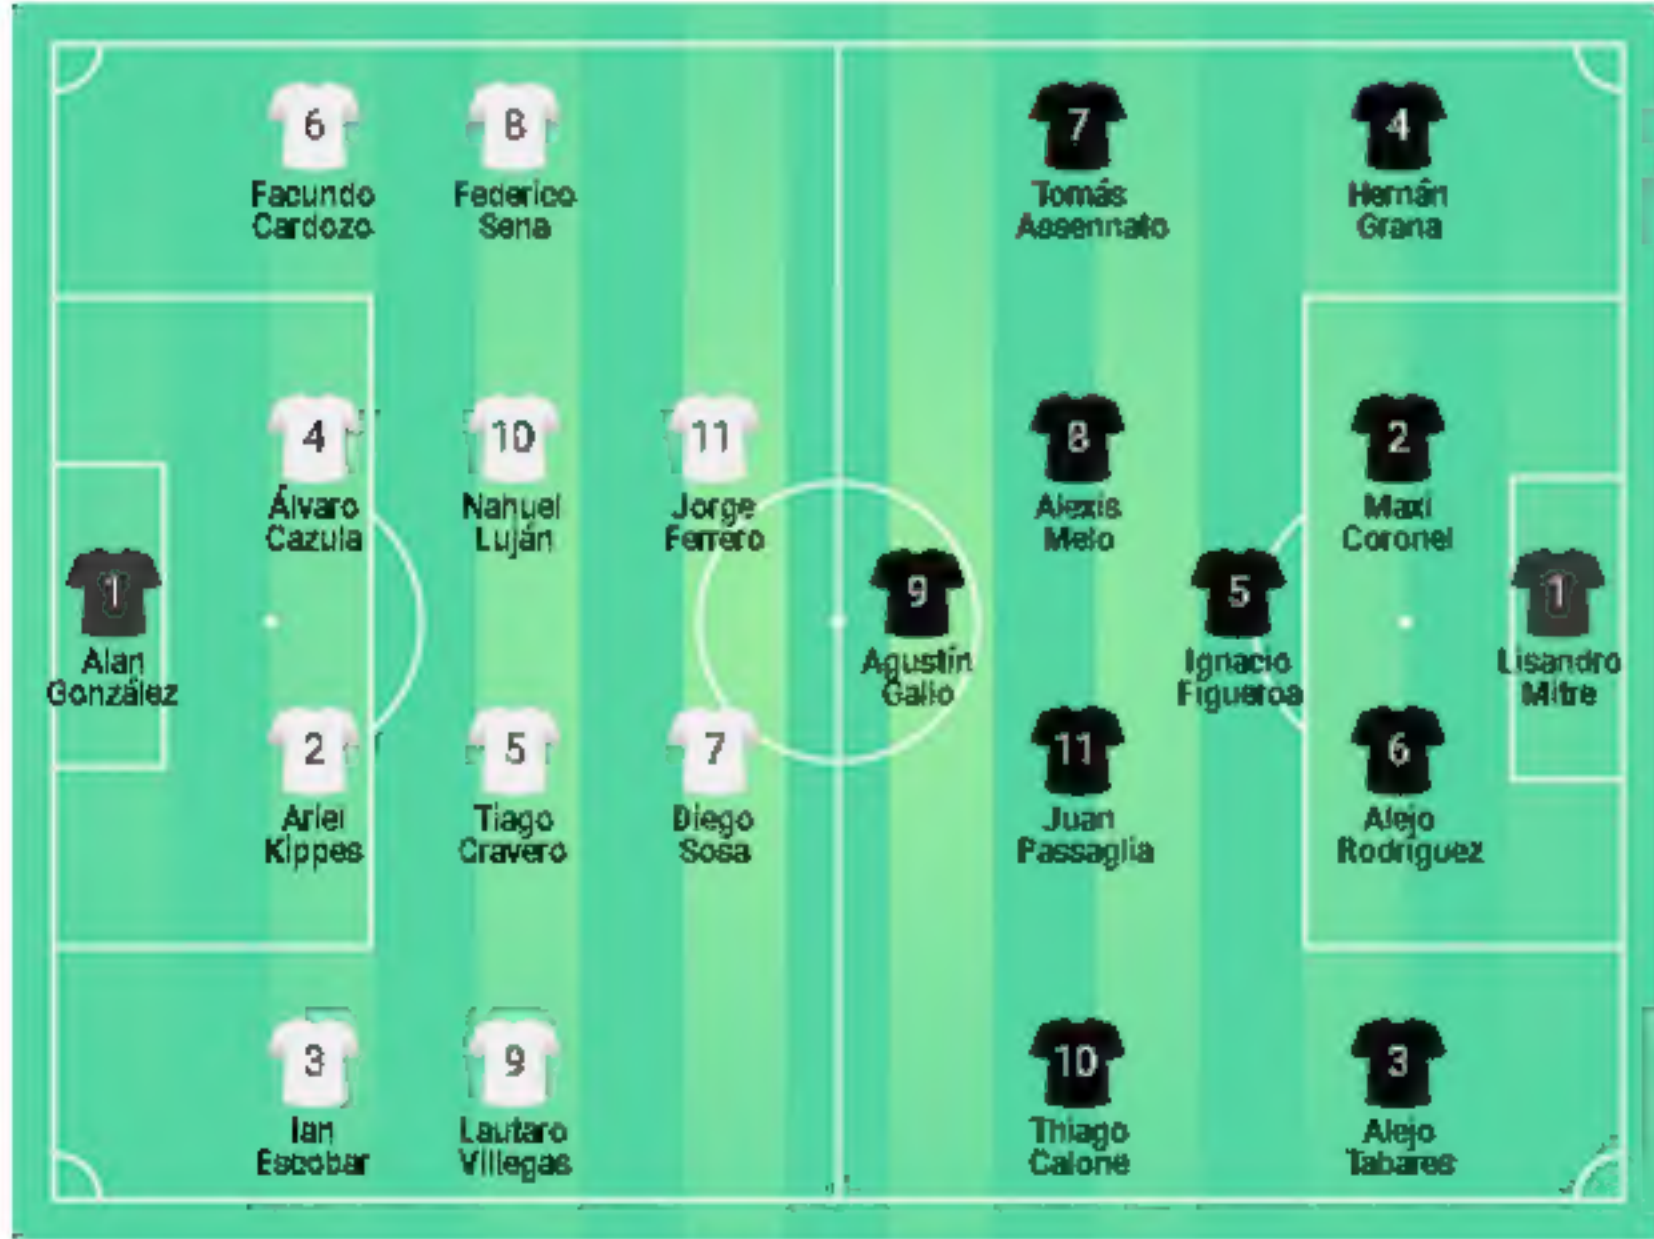 6
Facundo
Cardozo
8
Federico
Sena
7
Tomás
Assennato
4
Hernán
Grana
4
Álvaro
Cazula
10
Nahuel
Luján
11
Jorge
Ferrero
8
Alexis
Melo
2
Maxi
Coronel
1
Alan
González
9
Agustín
Gallo
5
Ignacio
Figueroa
1
Lisandro
Mitre
2
Ariel
Kippes
5
Tiago
Cravero
7
Diego
Sosa
11
Juan
Passaglia
6
Alejo
Rodríguez
3
Ian
Escobar
9
Lautaro
Villegas
10
Thiago
Calone
3
Alejo
Tabares